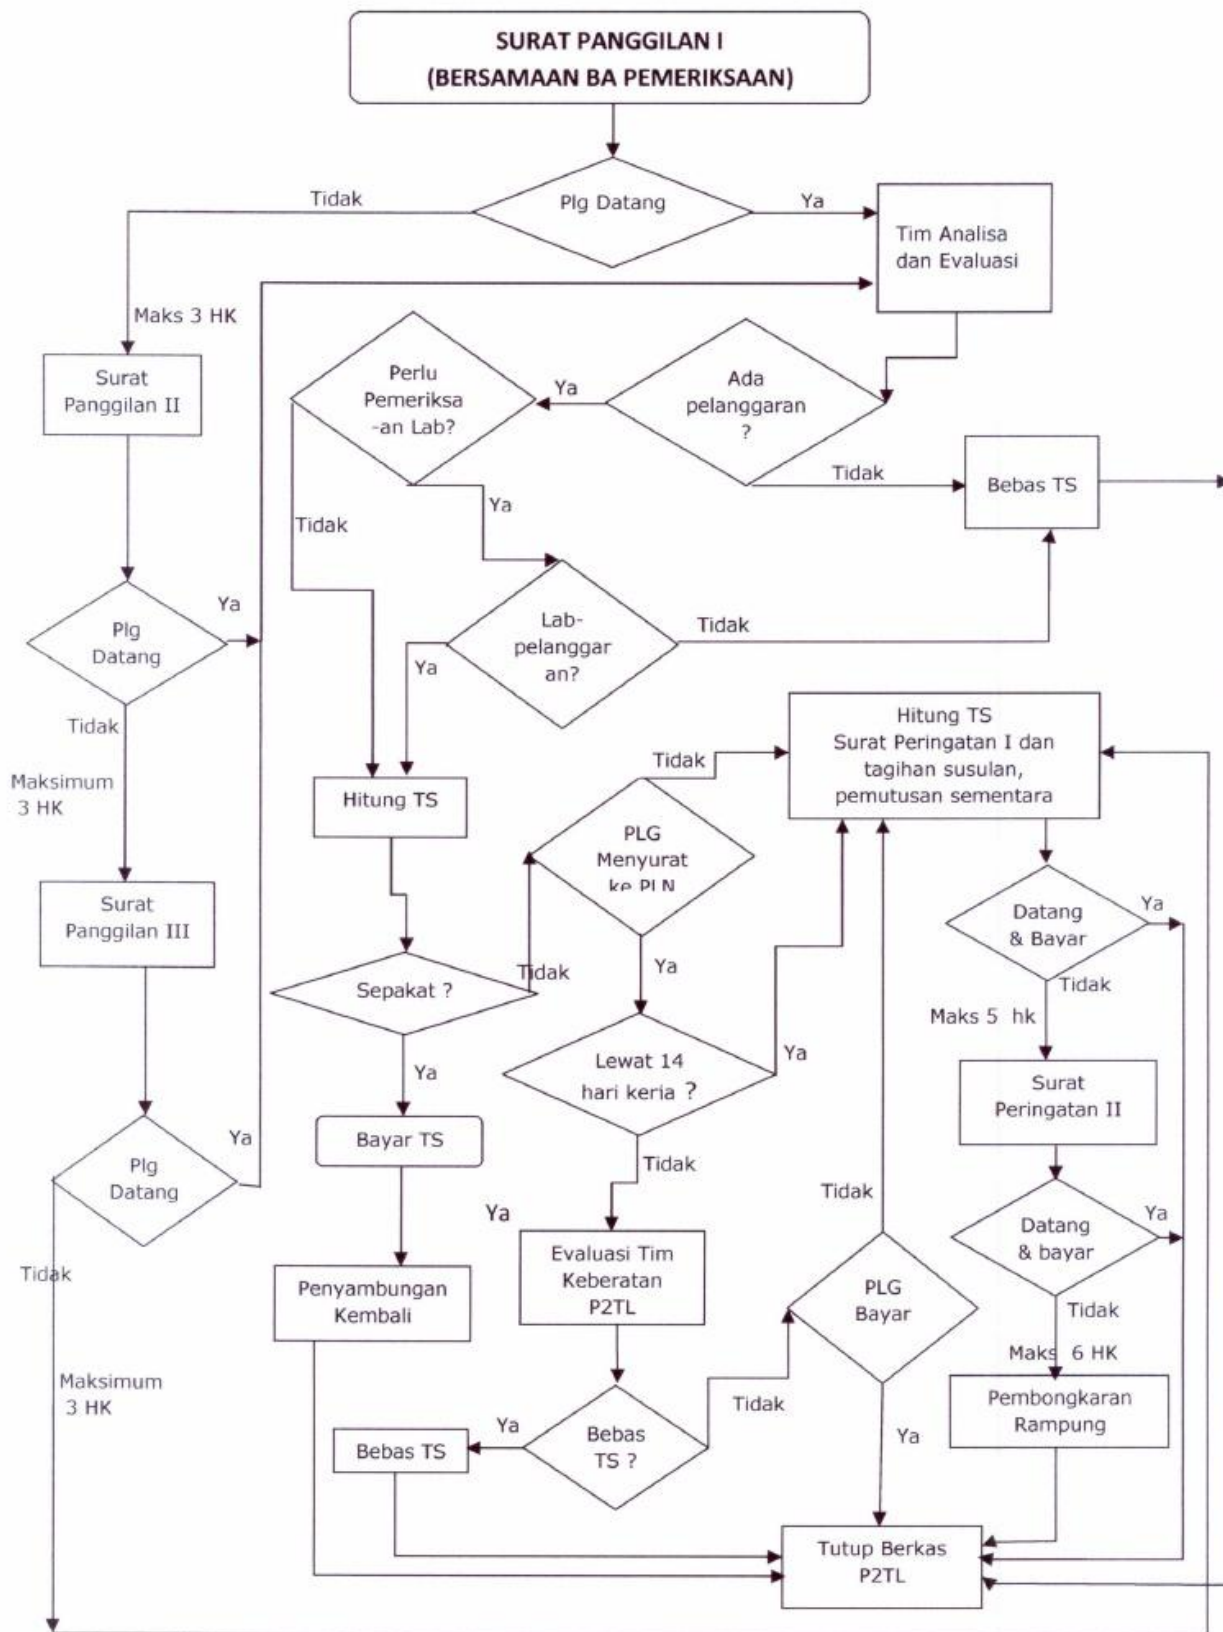 SURAT PANGGILAN I
(BERSAMAAN BA PEMERIKSAAN)
Tidak
Plg Datang
Ya
Tim Analisa
dan Evaluasi
Maks 3 HK
Surat
Panggilan II
Perlu
Pemeriksa
-an Lab?
Ya
Ada
pelanggaran
?
Tidak
Bebas TS
Ya
Tidak
Plg
Datang
Ya
Lab-
pelanggar
an?
Ya
Tidak
Tidak
Maksimum
3 HK
Hitung TS
Tidak
Hitung TS
Surat Peringatan I dan
tagihan susulan,
pemutusan sementara
PLG
Menyurat
ke PLN
Surat
Panggilan III
Datang
& Bayar
Ya
Sepakat ?
Tidak
Ya
Tidak
Maks 5 hk
Ya
Lewat 14
hari kerja ?
Ya
Surat
Peringatan II
Bayar TS
Plg
Datang
Ya
Tidak
Tidak
Ya
Datang
& bayar
Ya
Evaluasi Tim
Keberatan
P2TL
PLG
Bayar
Tidak
Penyambungan
Kembali
Tidak
Maks 6 HK
Maksimum
3 HK
Tidak
Pembongkaran
Rampung
Bebas TS
Ya
Bebas
TS ?
Ya
Tutup Berkas
P2TL